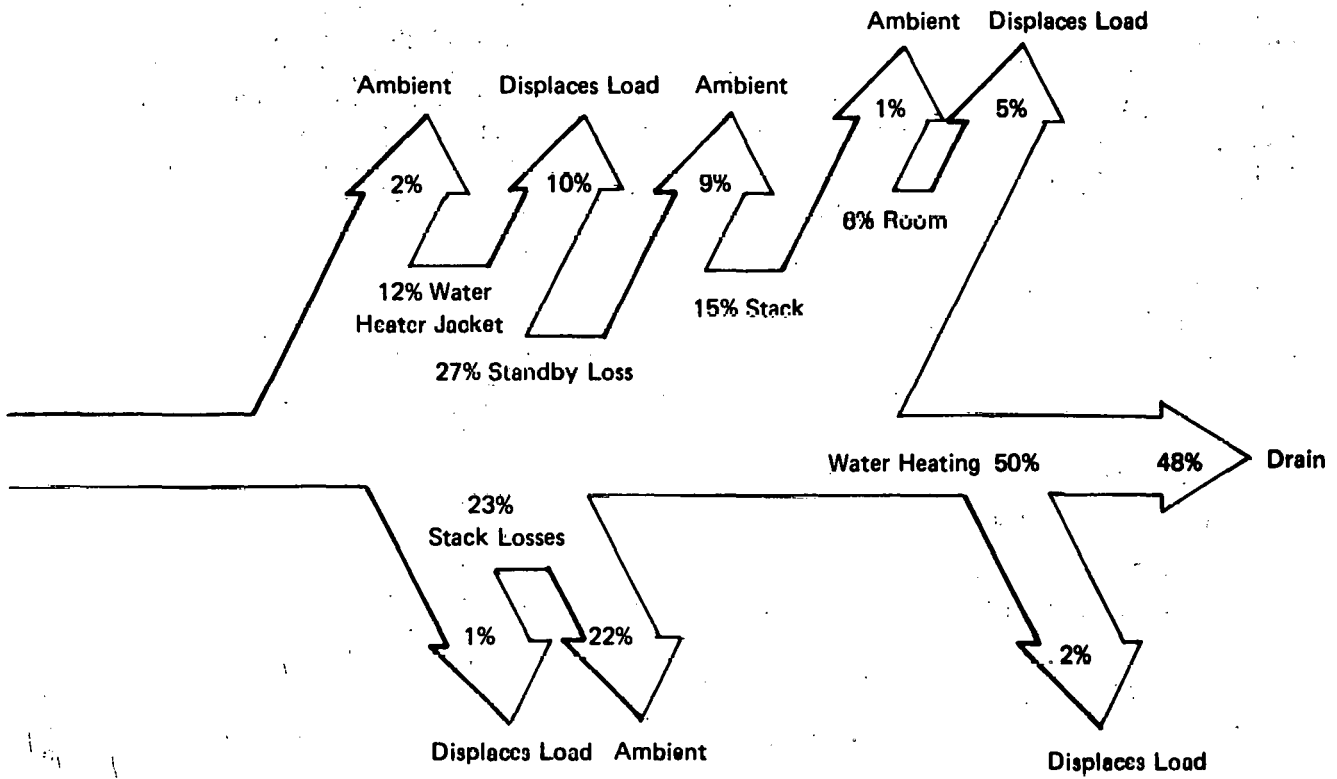 Ambient Displaces Load
Ambient Displaces Load Ambient
1% 5%
2% 10% 9%
6% Room
12% Water
Heater Jacket
15% Stack
27% Standby Loss
Water Heating 50% 48% Drain
23%
Stack Losses
1% 22%
2%
Displaces Load Ambient
Displaces Load